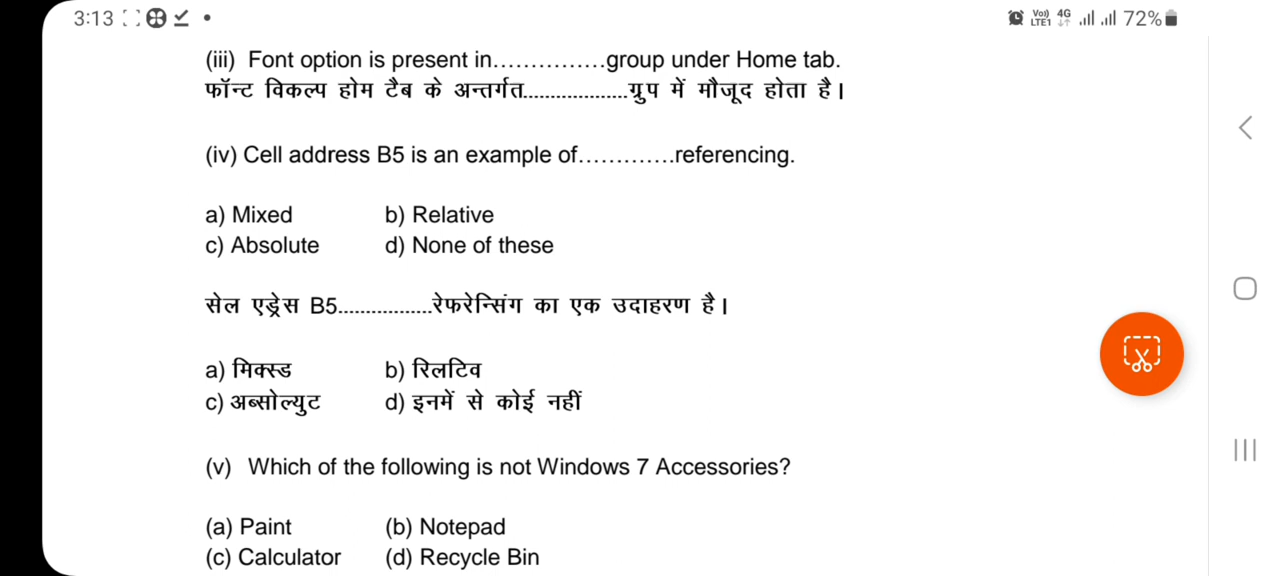 3:13 Vo)) 4G 72%
LTE1
(iii) Font option is present in...............group under Home tab.
फॉन्ट विकल्प होम टैब के अन्तर्गत...................ग्रुप में मौजूद होता है।
(iv) Cell address B5 is an example of.............referencing.
a) Mixed b) Relative
c) Absolute d) None of these
सेल एड्रेस B5.................रेफरेन्सिंग का एक उदाहरण है।
a) मिक्स्ड b) रिलटिव
c) अब्सोल्युट d) इनमें से कोई नहीं
(v) Which of the following is not Windows 7 Accessories?
(a) Paint (b) Notepad
(c) Calculator (d) Recycle Bin